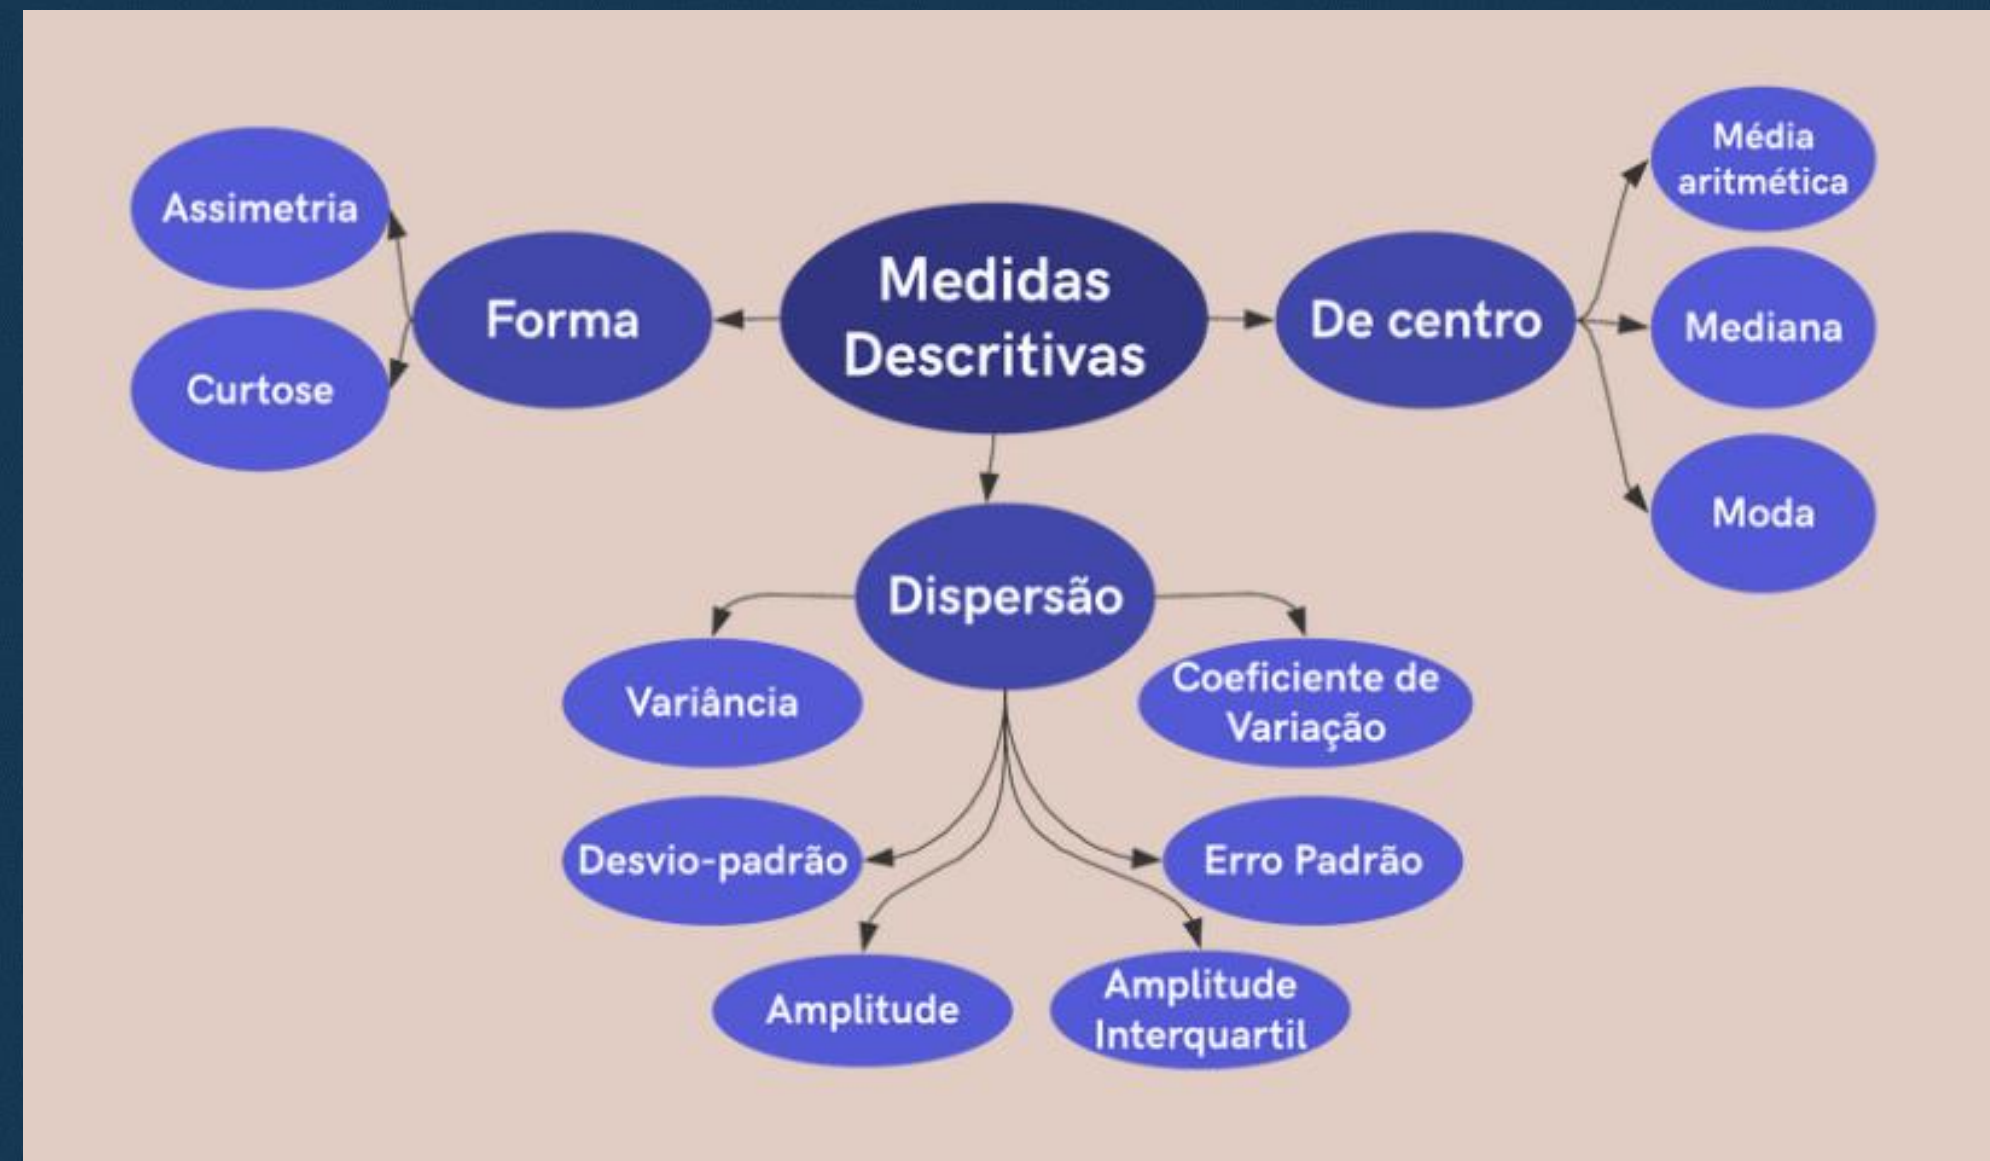 Medidas
Descritivas
Forma
Assimetria
Curtose
De centro
Média
aritmética
Mediana
Moda
Dispersão
Variância
Coeficiente de
Variação
Desvio-padrão
Erro Padrão
Amplitude
Amplitude
Interquartil